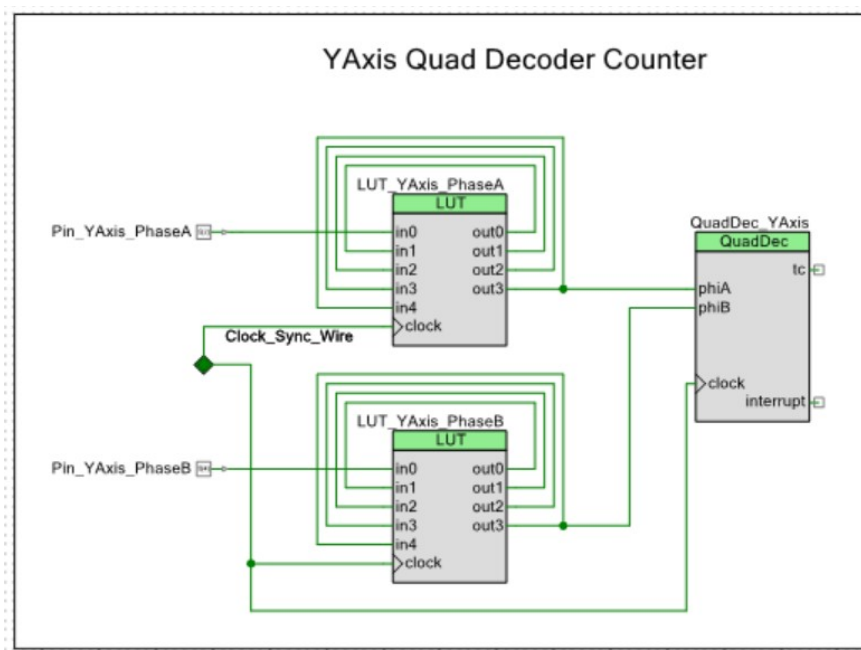 YAxis Quad Decoder Counter
LUT_YAxis_PhaseA
LUT
Pin_YAxis_PhaseA
in0 out0
in1 out1
in2 out2
in3 out3
in4
clock
Clock_Sync_Wire
QuadDec_YAxis
QuadDec
tc
phiA
phiB
clock
interrupt
LUT_YAxis_PhaseB
LUT
Pin_YAxis_PhaseB
in0 out0
in1 out1
in2 out2
in3 out3
in4
clock